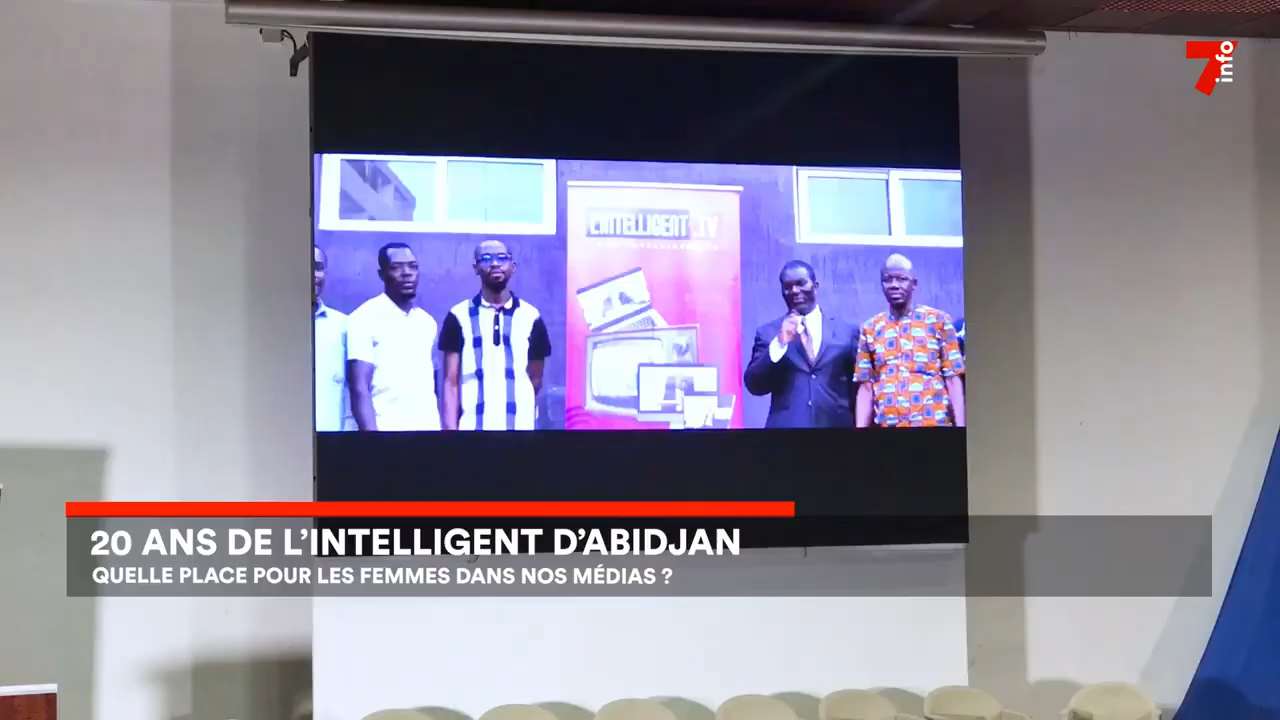 7
info
L'INTELLIGENT TV
20 ANS DE L'INTELLIGENT D'ABIDJAN
QUELLE PLACE POUR LES FEMMES DANS NOS MÉDIAS ?